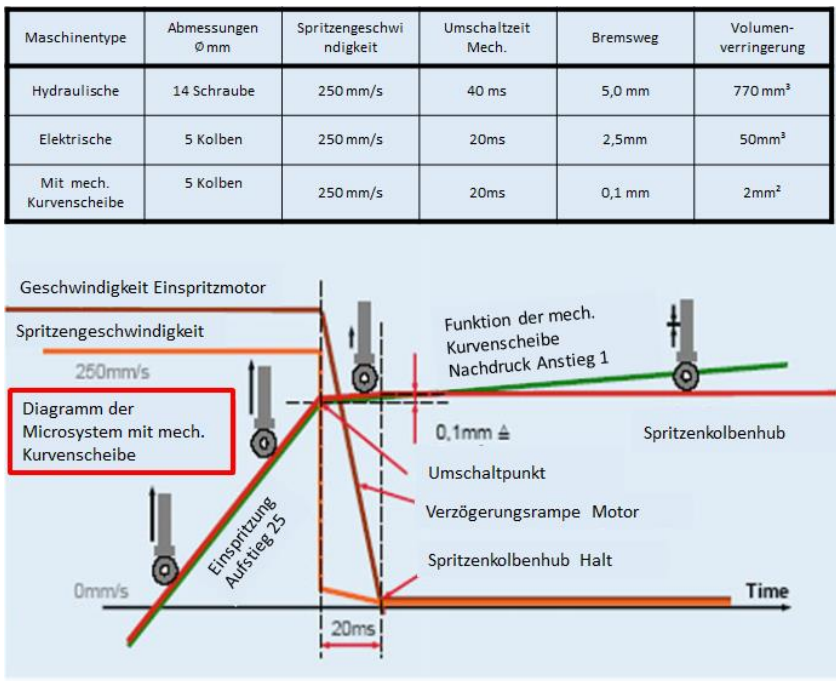 Maschinentype
Abmessungen
Ø mm
Spritzengeschwi
ndigkeit
Umschaltzeit
Mech.
Bremsweg
Volumen-
verringerung
Hydraulische
14 Schraube
250 mm/s
40 ms
5,0 mm
770 mm³
Elektrische
5 Kolben
250 mm/s
20ms
2,5mm
50mm³
Mit mech.
Kurvenscheibe
5 Kolben
250 mm/s
20ms
0,1 mm
2mm²
Geschwindigkeit Einspritzmotor
Spritzengeschwindigkeit
250mm/s
Funktion der mech.
Kurvenscheibe
Nachdruck Anstieg 1
Diagramm der
Microsystem mit mech.
Kurvenscheibe
0,1mm ≙
Spritzenkolbenhub
Umschaltpunkt
Verzögerungsrampe Motor
Einspritzung
Aufstieg 25
Spritzenkolbenhub Halt
0mm/s
Time
20ms